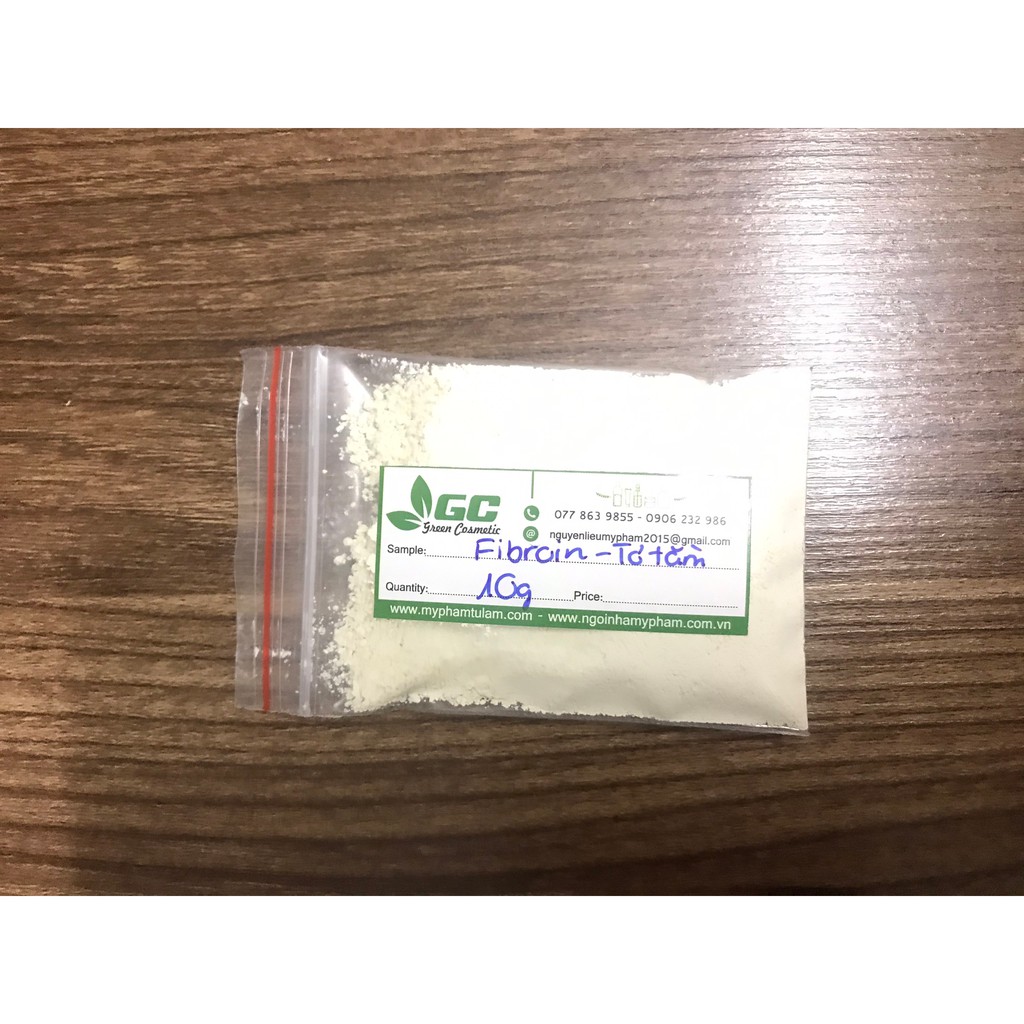 GC
Green Cosmetic
077 863 9855 - 0906 232 986
@ nguyenlieumypham2015@gmail.com
Sample: Fibroin - Tơ tằm
Quantity: 10g Price:
www.myphamtulam.com - www.ngoinhamypham.com.vn